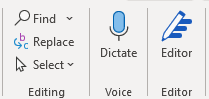 Find
Replace
Select
Editing
Dictate
Voice
Editor
Editor